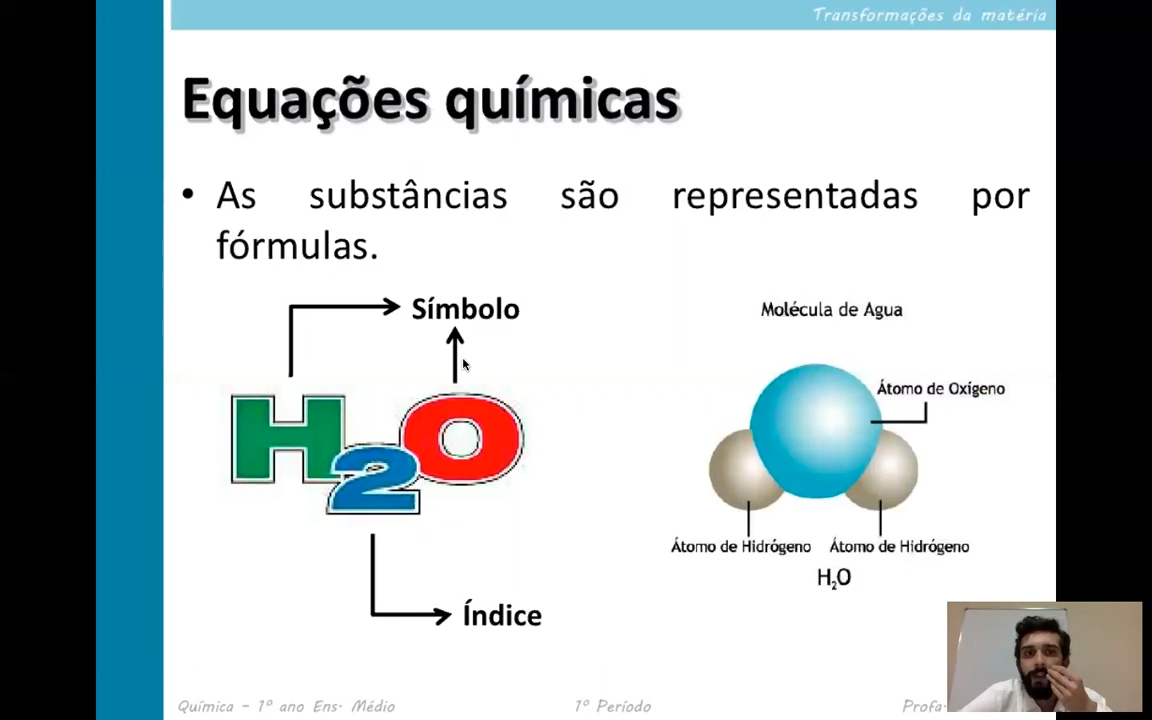 Transformações da matéria
Equações químicas
• As substâncias são representadas por
fórmulas.
Símbolo
H2O
Índice
Molécula de Agua
Átomo de Oxígeno
Átomo de Hidrógeno Átomo de Hidrógeno
H₂O
Química – 1º ano Ens. Médio 1º Período Profa.